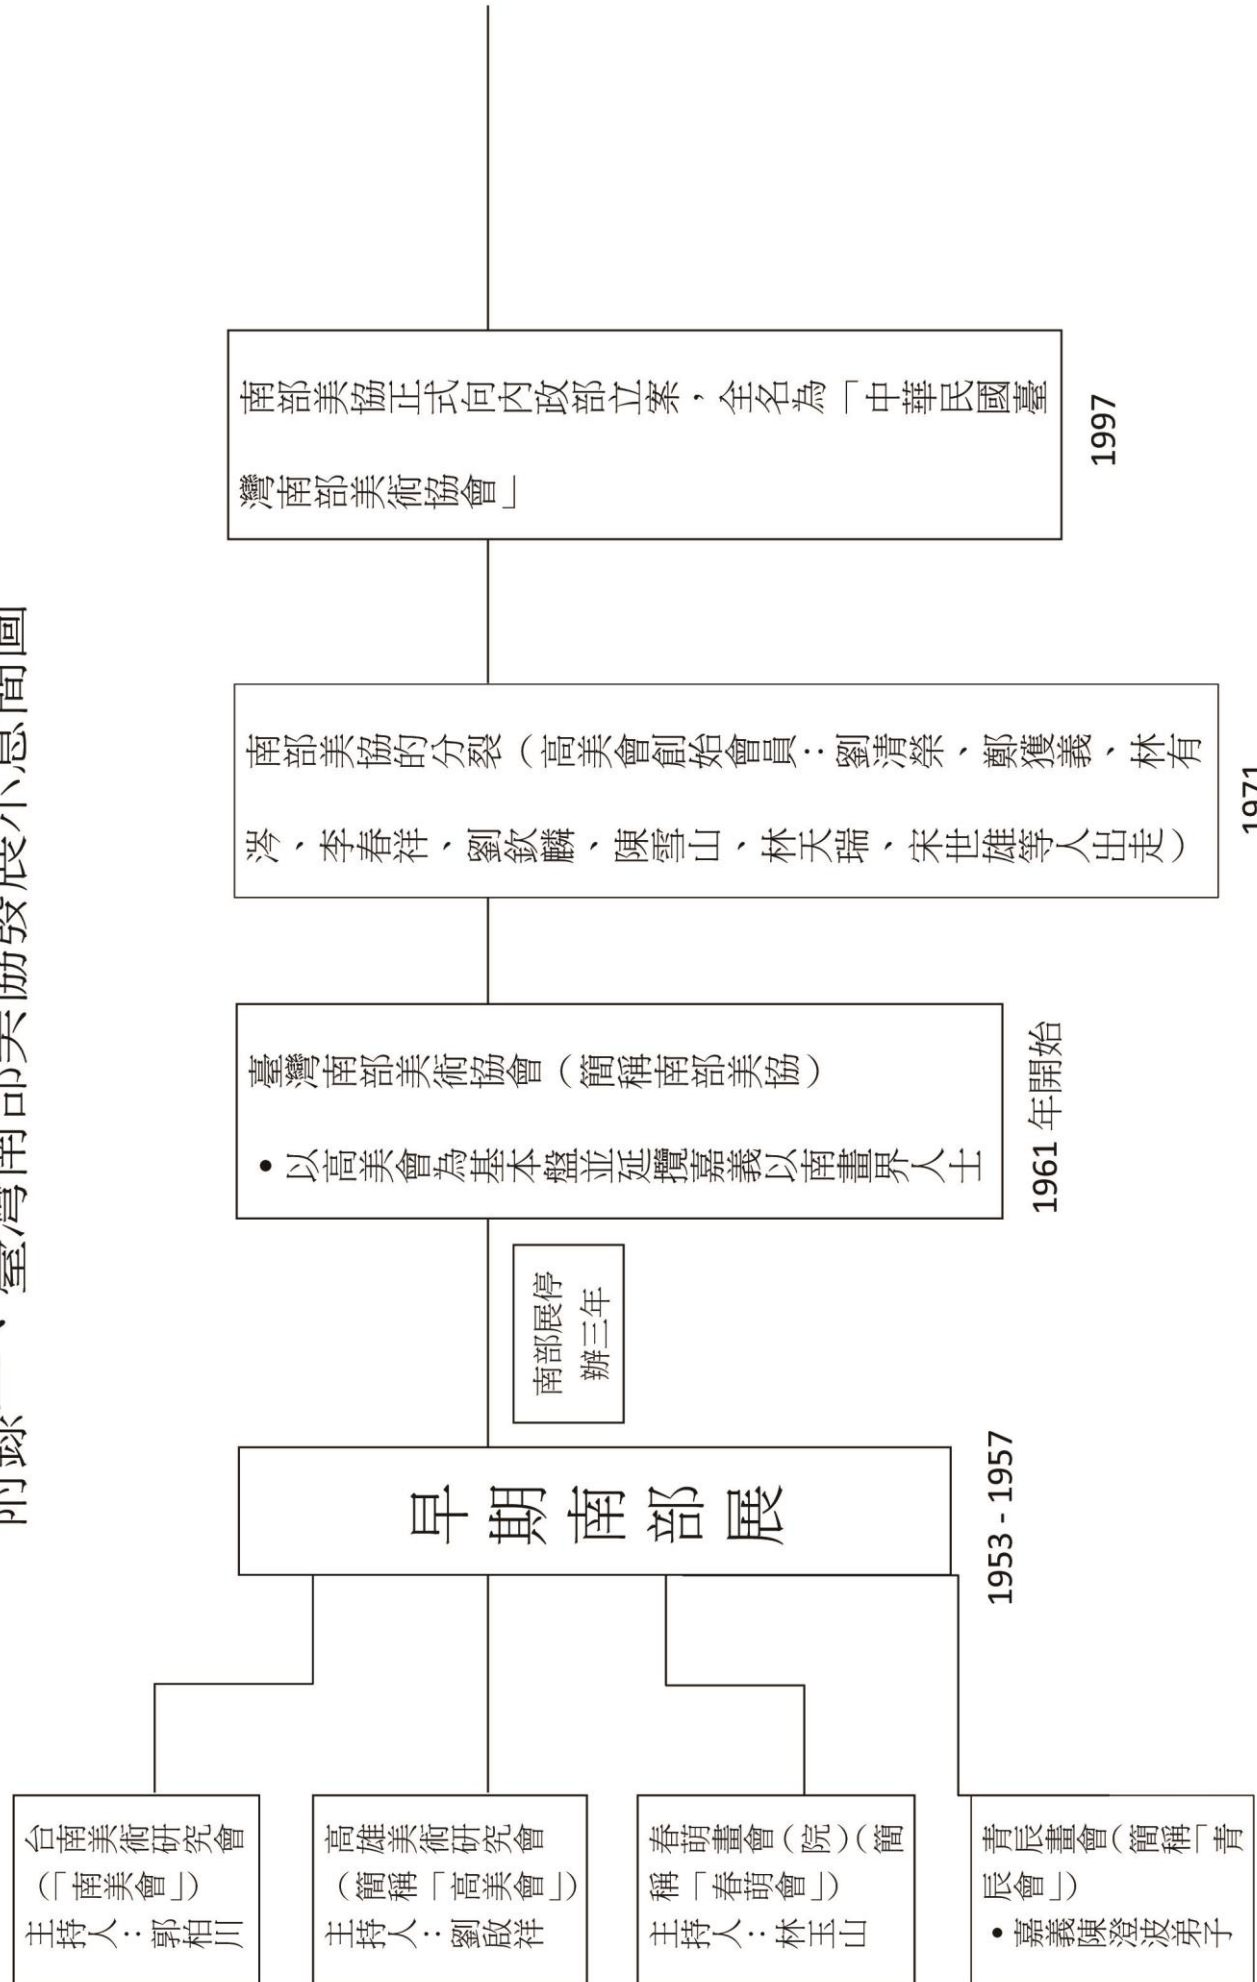 附錄、臺灣南部美協發展示意簡圖
台南美術研究會
(「南美會」)
主持人：郭柏
川
高雄美術研究會
(簡稱「高美會」)
主持人：劉啟祥
春萌畫會(院)(簡
稱「春萌會」)
主持人：林玉山
青辰畫會(簡稱「青
辰會」)
• 嘉義陳澄波弟子
早期南部展
1953 - 1957
南部展停
辦三年
臺灣南部美術協會（簡稱南部美協）
• 以高美會為基本盤並延攬嘉義以南畫界人士
1961 年開始
南部美協的分裂（高美會創始會員：劉清榮、鄭獲義、林有
涔、李春祥、劉欽麟、陳雪山、林天瑞、宋世雄等人出走）
1971
南部美協正式向內政部立案，全名為「中華民國臺
灣南部美術協會」
1997